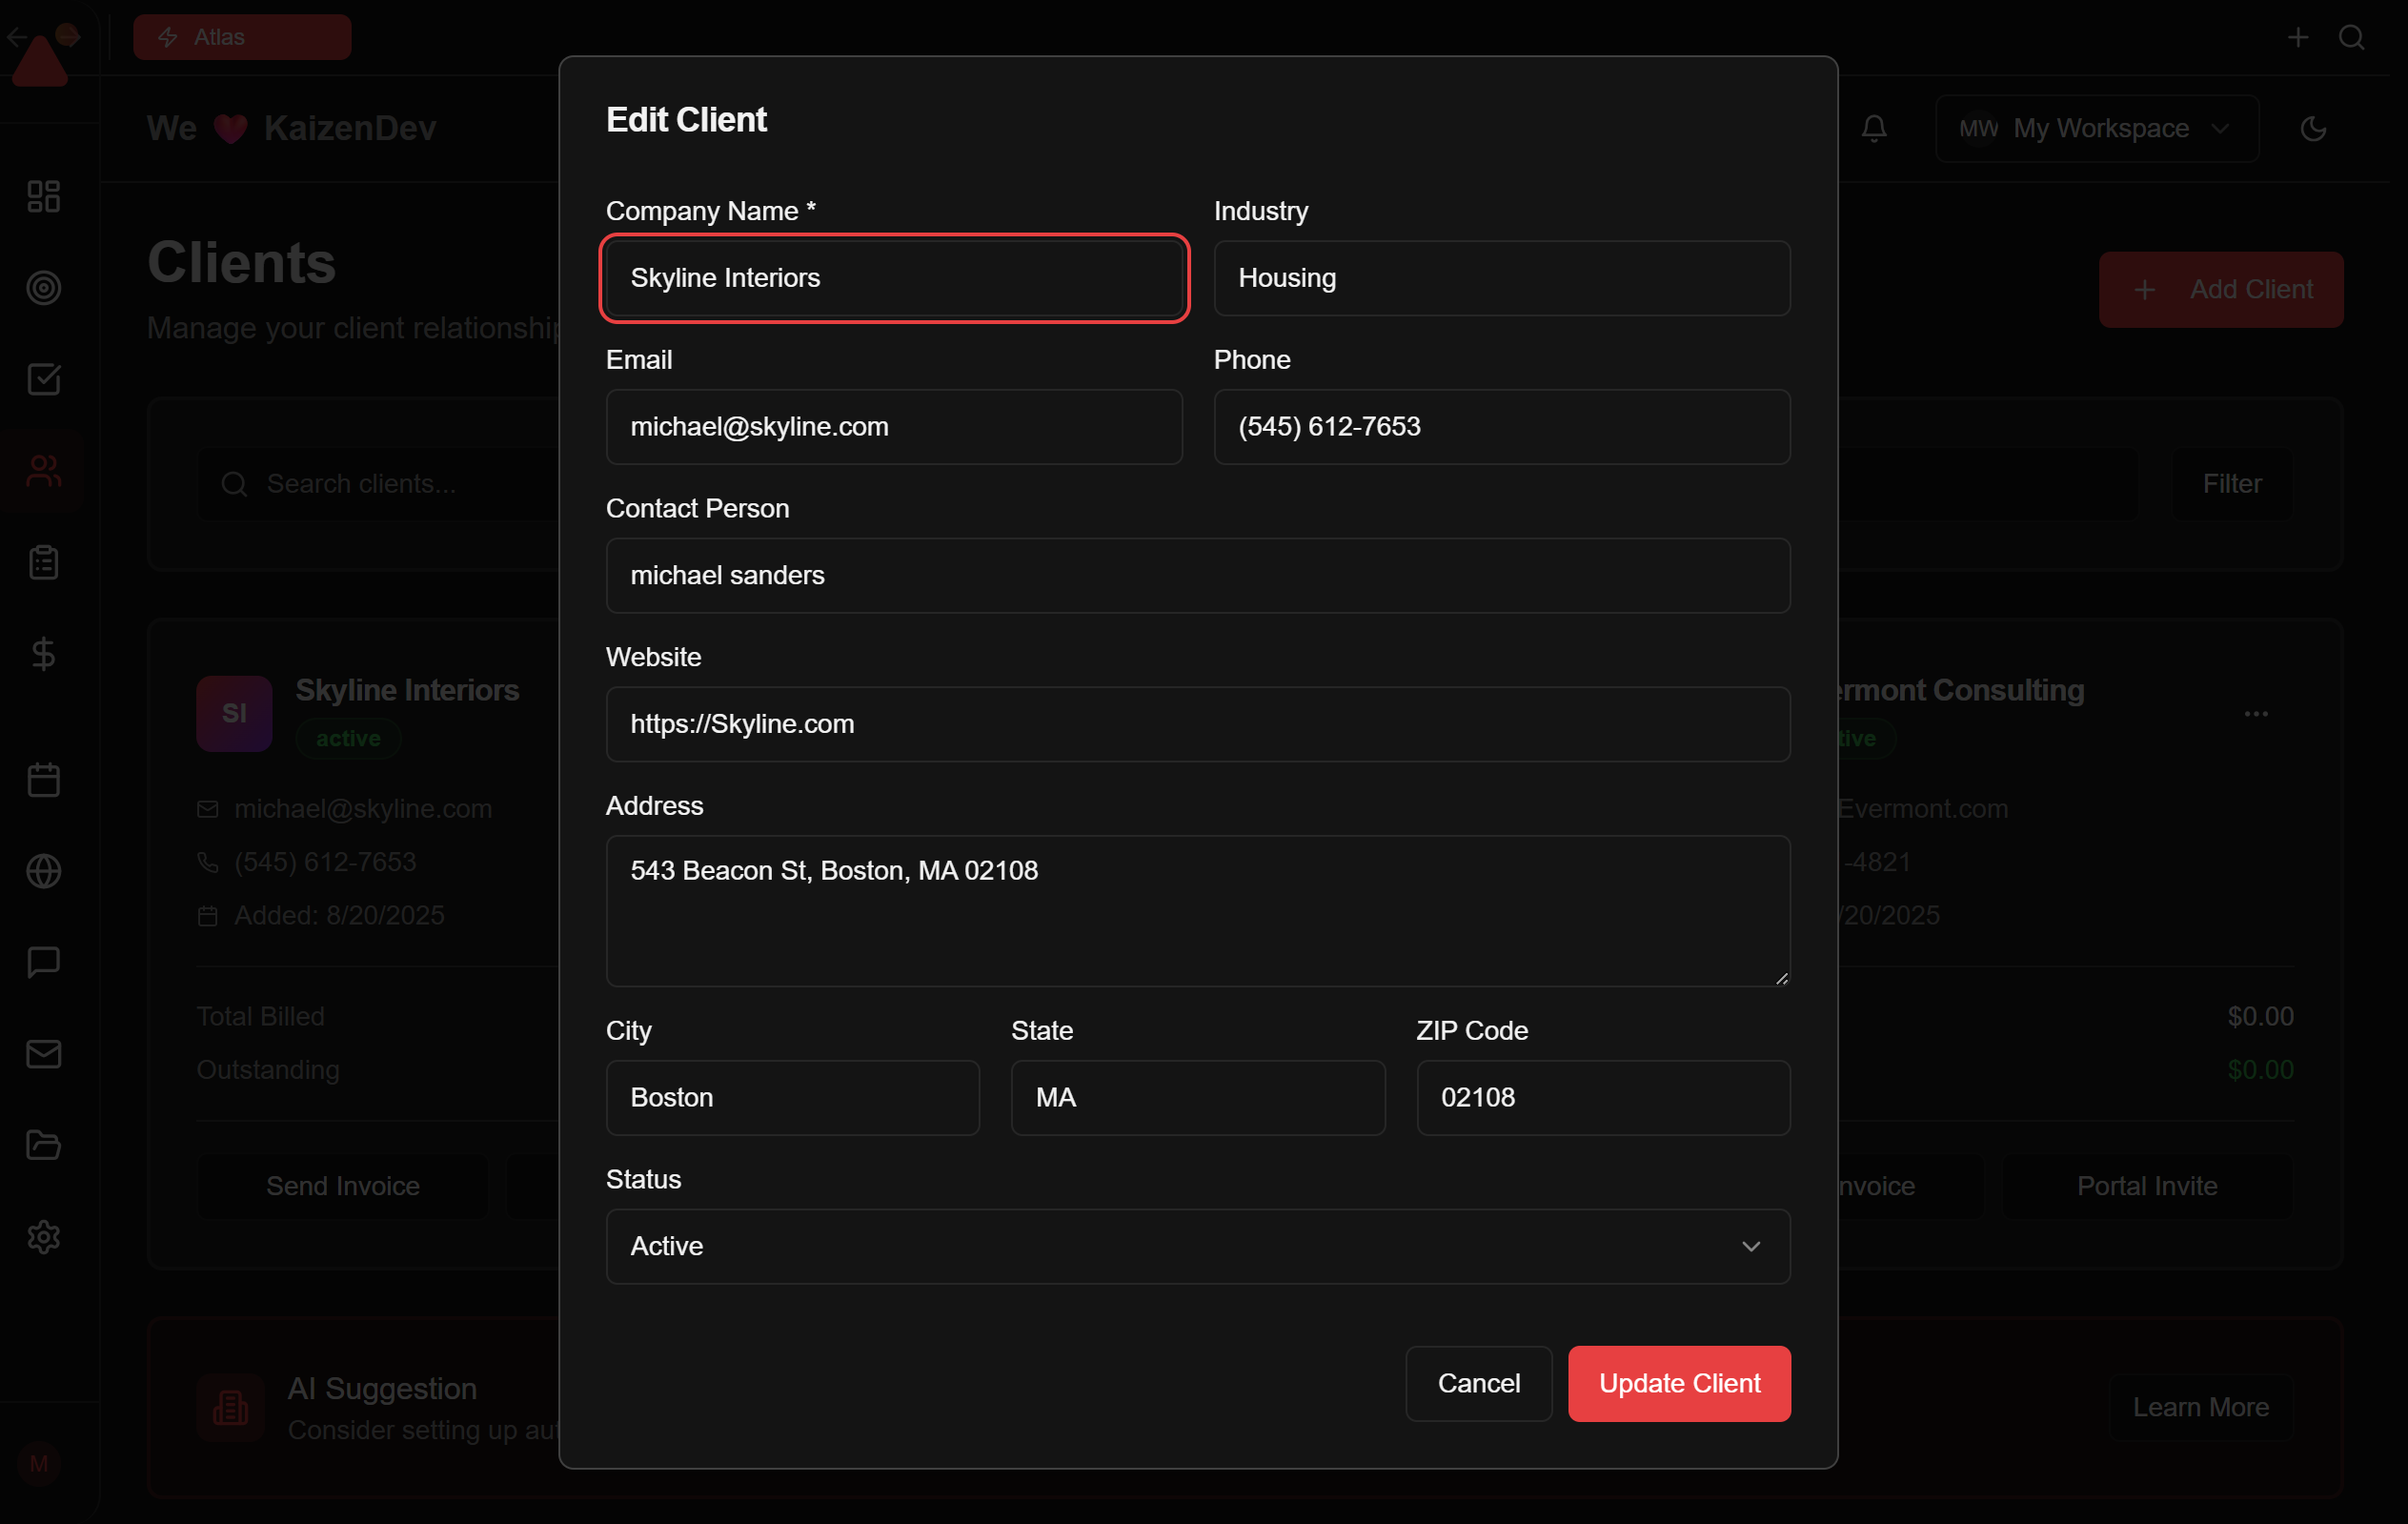 Atlas
We KaizenDev
MW My Workspace
Clients
Manage your client relationship
Add Client
Search clients...
Filter
Edit Client
Company Name *
Industry
Skyline Interiors
Housing
Email
Phone
michael@skyline.com
(545) 612-7653
Contact Person
michael sanders
Website
https://Skyline.com
Address
543 Beacon St, Boston, MA 02108
City
State
ZIP Code
Boston
MA
02108
Status
Active
Cancel
Update Client
SI
Skyline Interiors
active
michael@skyline.com
(545) 612-7653
Added: 8/20/2025
Total Billed
Outstanding
Send Invoice
ermont Consulting
tive
Evermont.com
-4821
/20/2025
$0.00
$0.00
nvoice
Portal Invite
AI Suggestion
Consider setting up aut
Learn More
M